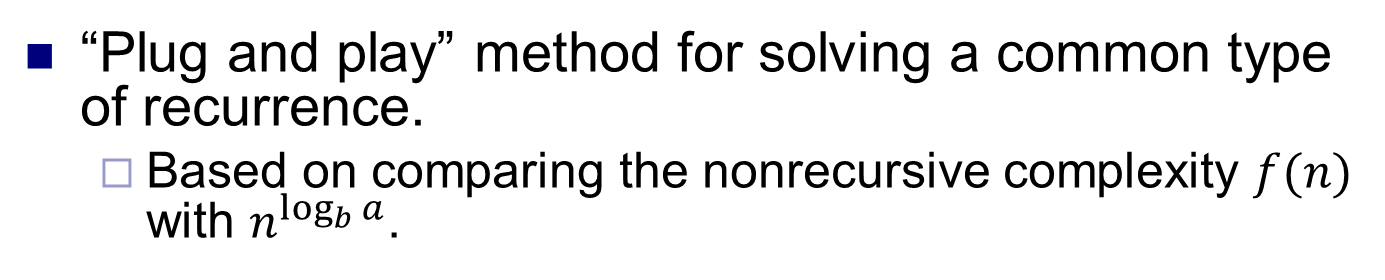 “Plug and play” method for solving a common type
of recurrence.
Based on comparing the nonrecursive complexity 𝑓(𝑛)
with 𝑛^{log_𝑏 𝑎}.